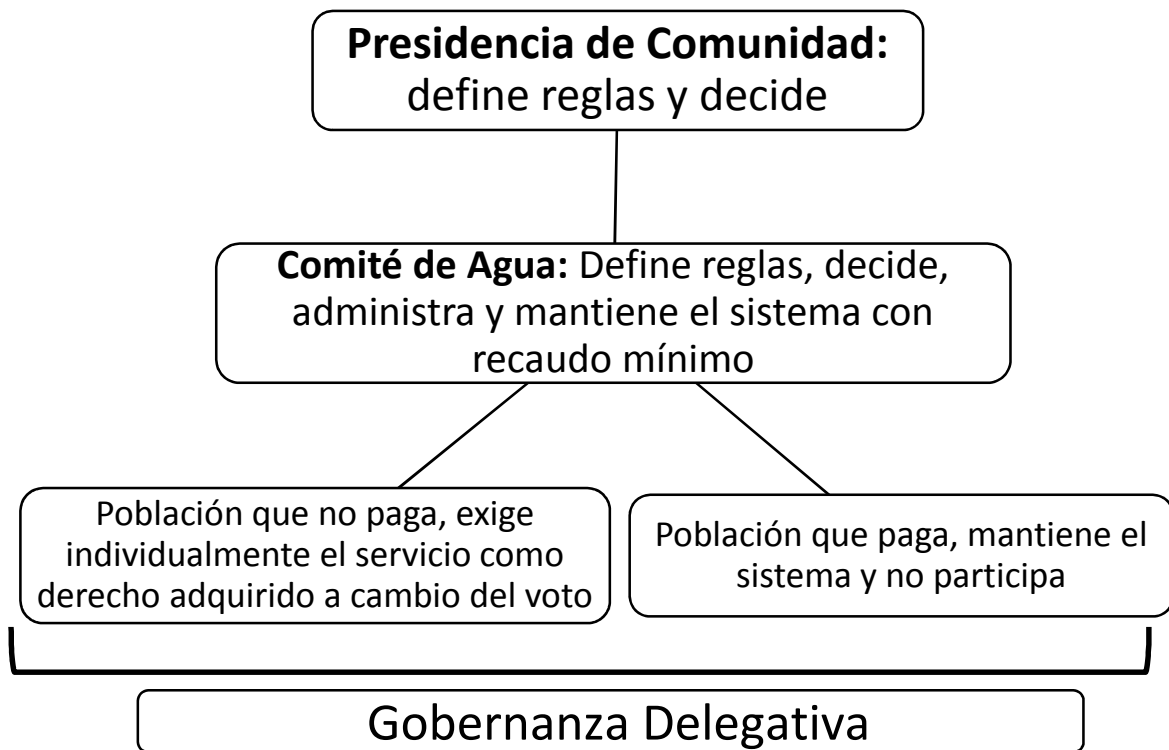 Presidencia de Comunidad:
define reglas y decide
Comité de Agua: Define reglas, decide,
administra y mantiene el sistema con
recaudo mínimo
Población que no paga, exige
individualmente el servicio como
derecho adquirido a cambio del voto
Población que paga, mantiene el
sistema y no participa
Gobernanza Delegativa